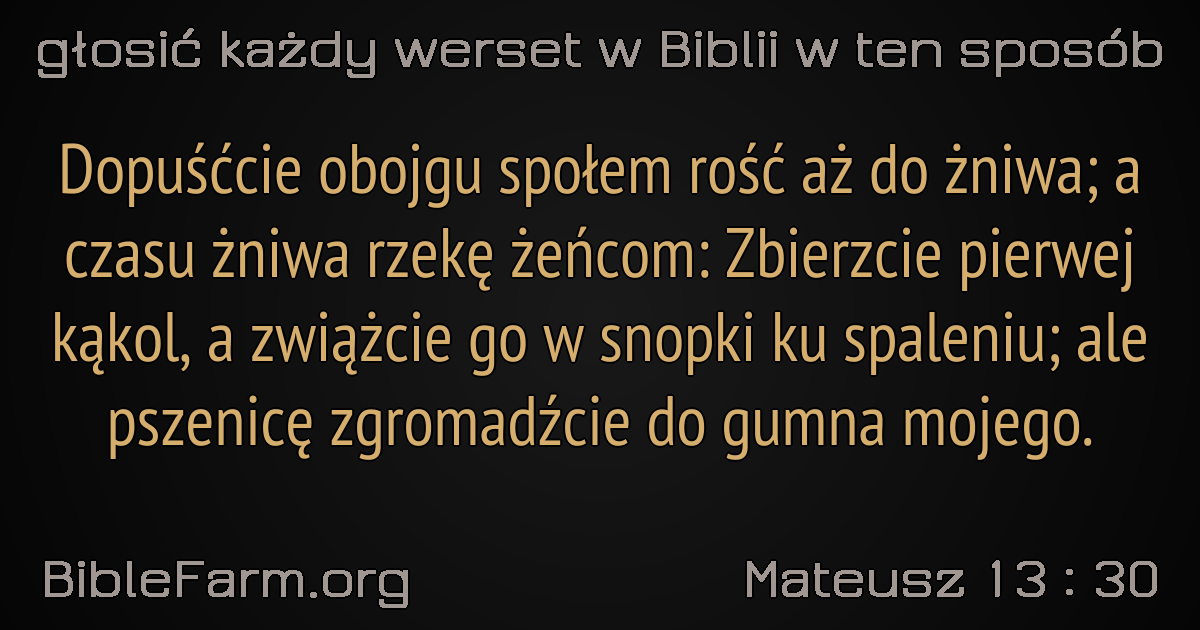 głosić każdy werset w Biblii w ten sposób
Dopuśćcie obojgu społem rość aż do żniwa; a
czasu żniwa rzekę żeńcom: Zbierzcie pierwej
kąkol, a zwiążcie go w snopki ku spaleniu; ale
pszenicę zgromadźcie do gumna mojego.
BibleFarm.org
Mateusz 13 : 30